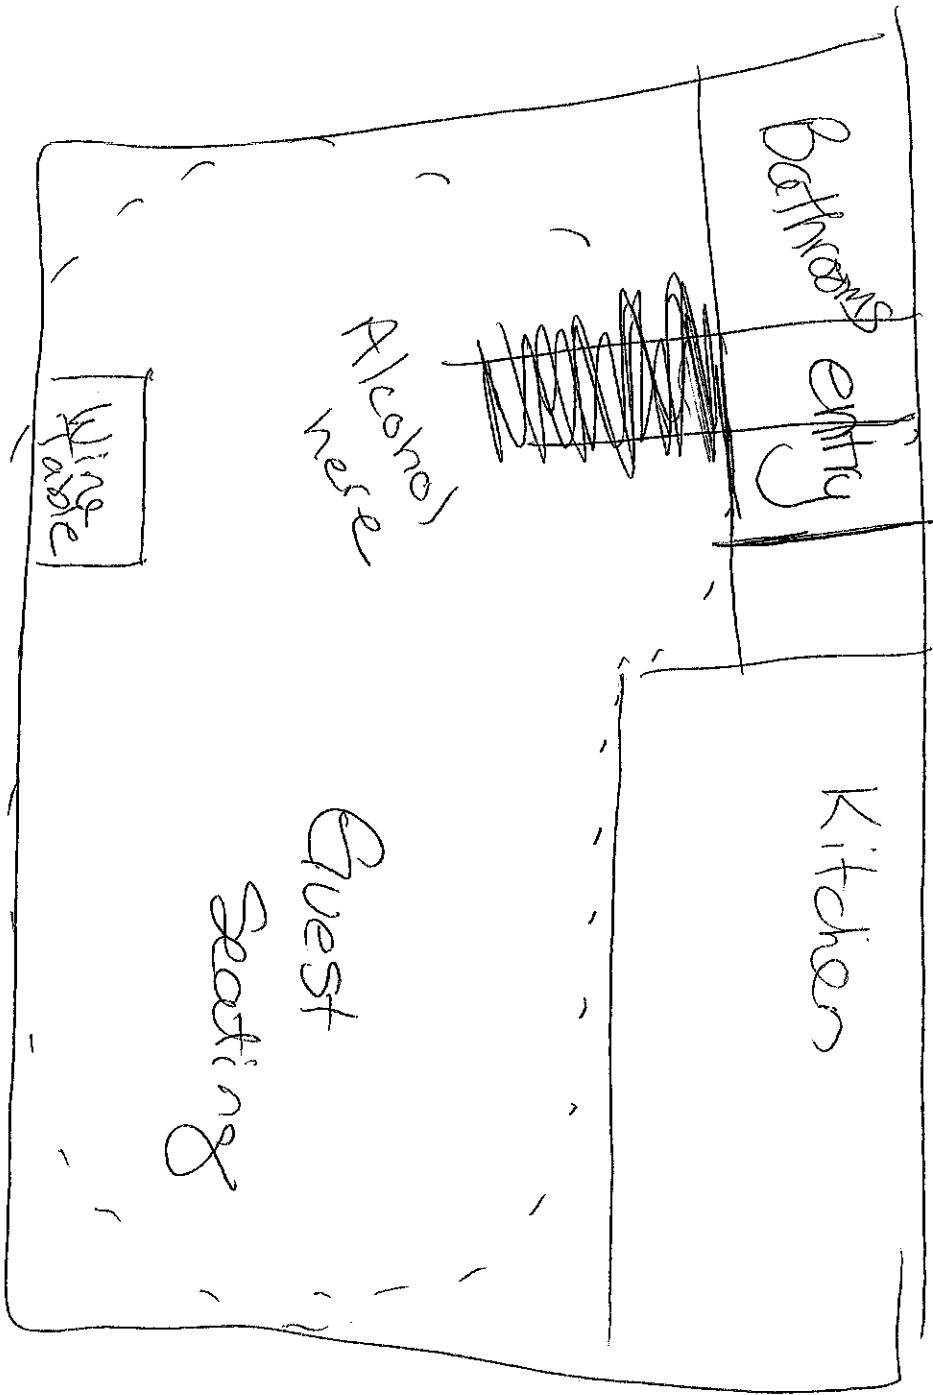 Bathrooms
entry
Kitchen
Alcohol
here
Wine
Table
Guest
Seating